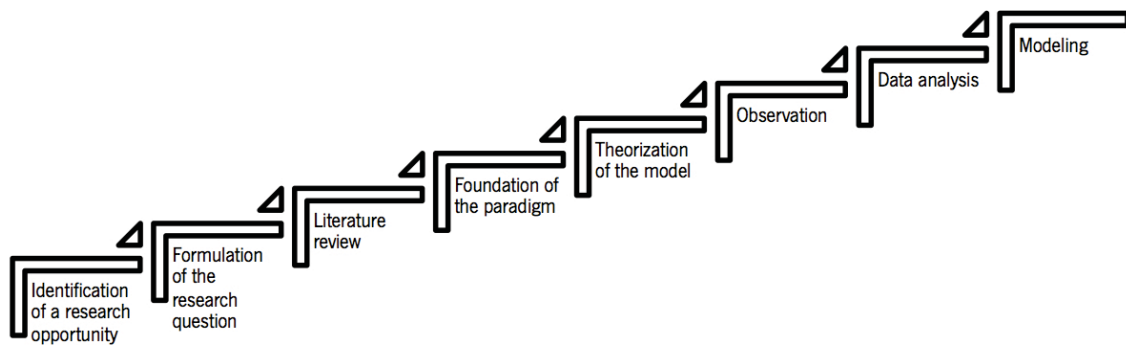 Identification
of a research
opportunity
Formulation
of the
research
question
Literature
review
Foundation of
the paradigm
Theorization
of the model
Observation
Data analysis
Modeling